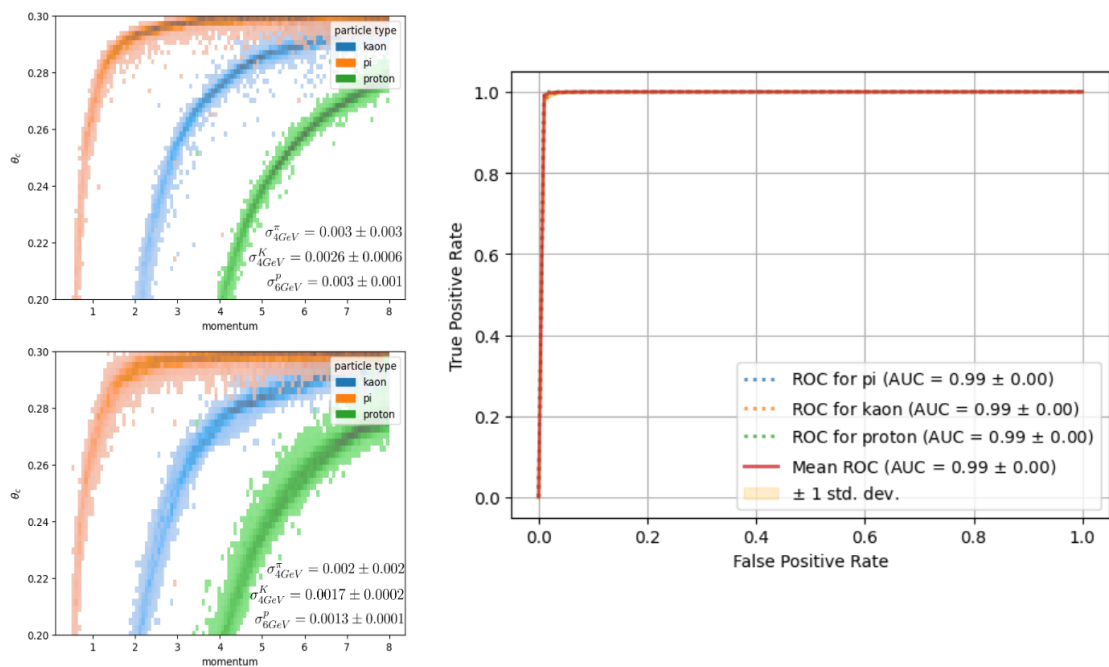 0.30
0.28
0.26
0.24
0.22
0.20
θc
1 2 3 4 5 6 7 8
momentum
particle type
kaon
pi
proton
σ^π_4GeV = 0.003 ± 0.003
σ^K_4GeV = 0.0026 ± 0.0006
σ^p_6GeV = 0.003 ± 0.001
0.30
0.28
0.26
0.24
0.22
0.20
θc
1 2 3 4 5 6 7 8
momentum
particle type
kaon
pi
proton
σ^π_4GeV = 0.002 ± 0.002
σ^K_4GeV = 0.0017 ± 0.0002
σ^p_6GeV = 0.0013 ± 0.0001
True Positive Rate
1.0
0.8
0.6
0.4
0.2
0.0
0.0 0.2 0.4 0.6 0.8 1.0
False Positive Rate
ROC for pi (AUC = 0.99 ± 0.00)
ROC for kaon (AUC = 0.99 ± 0.00)
ROC for proton (AUC = 0.99 ± 0.00)
Mean ROC (AUC = 0.99 ± 0.00)
± 1 std. dev.